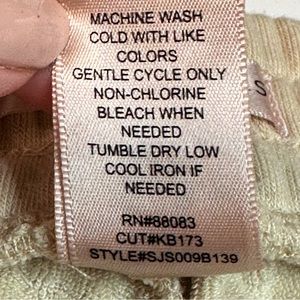 MACHINE WASH
COLD WITH LIKE
COLORS
GENTLE CYCLE ONLY
NON-CHLORINE
BLEACH WHEN
NEEDED
TUMBLE DRY LOW
COOL IRON IF
NEEDED
RN#88083
CUT#KB173
STYLE#SJS009B139
S